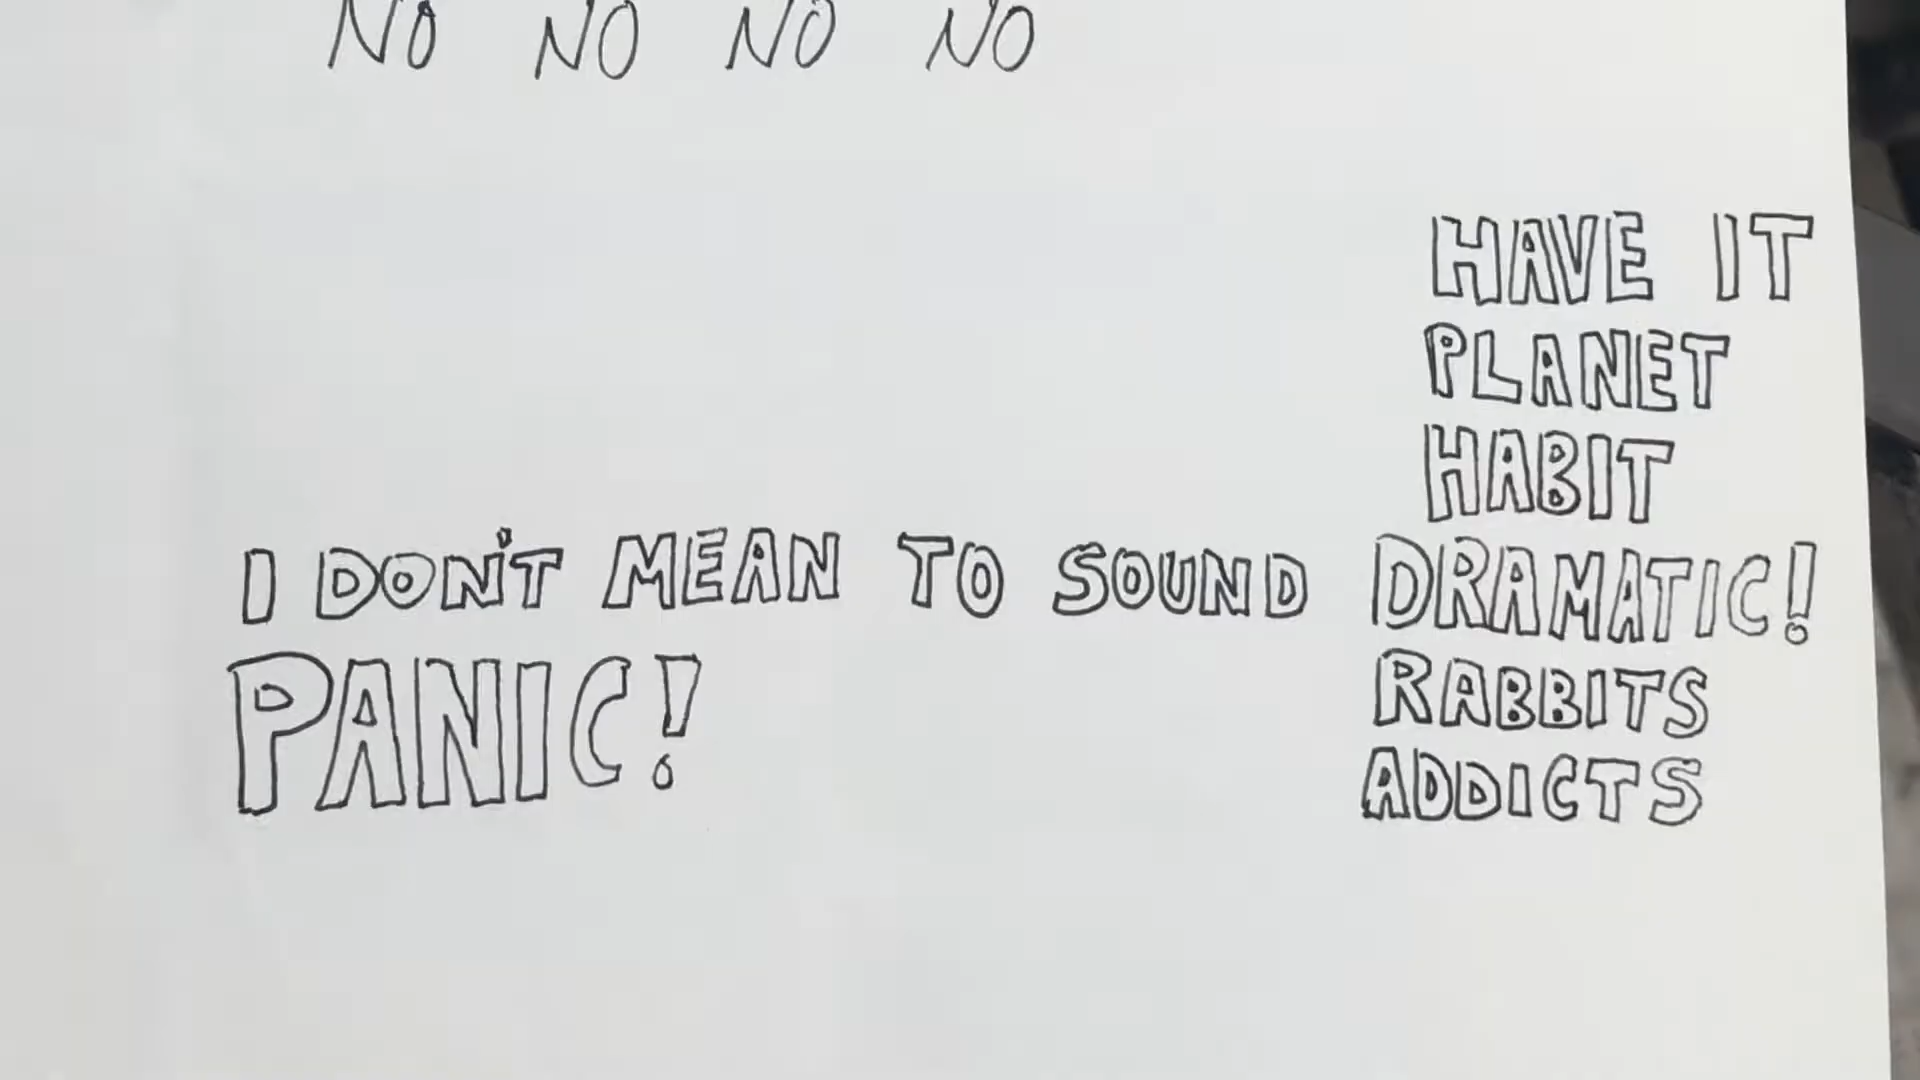 NO NO NO NO
HAVE IT
PLANET
HABIT
I DON'T MEAN TO SOUND DRAMATIC!
PANIC!
RABBITS
ADDICTS